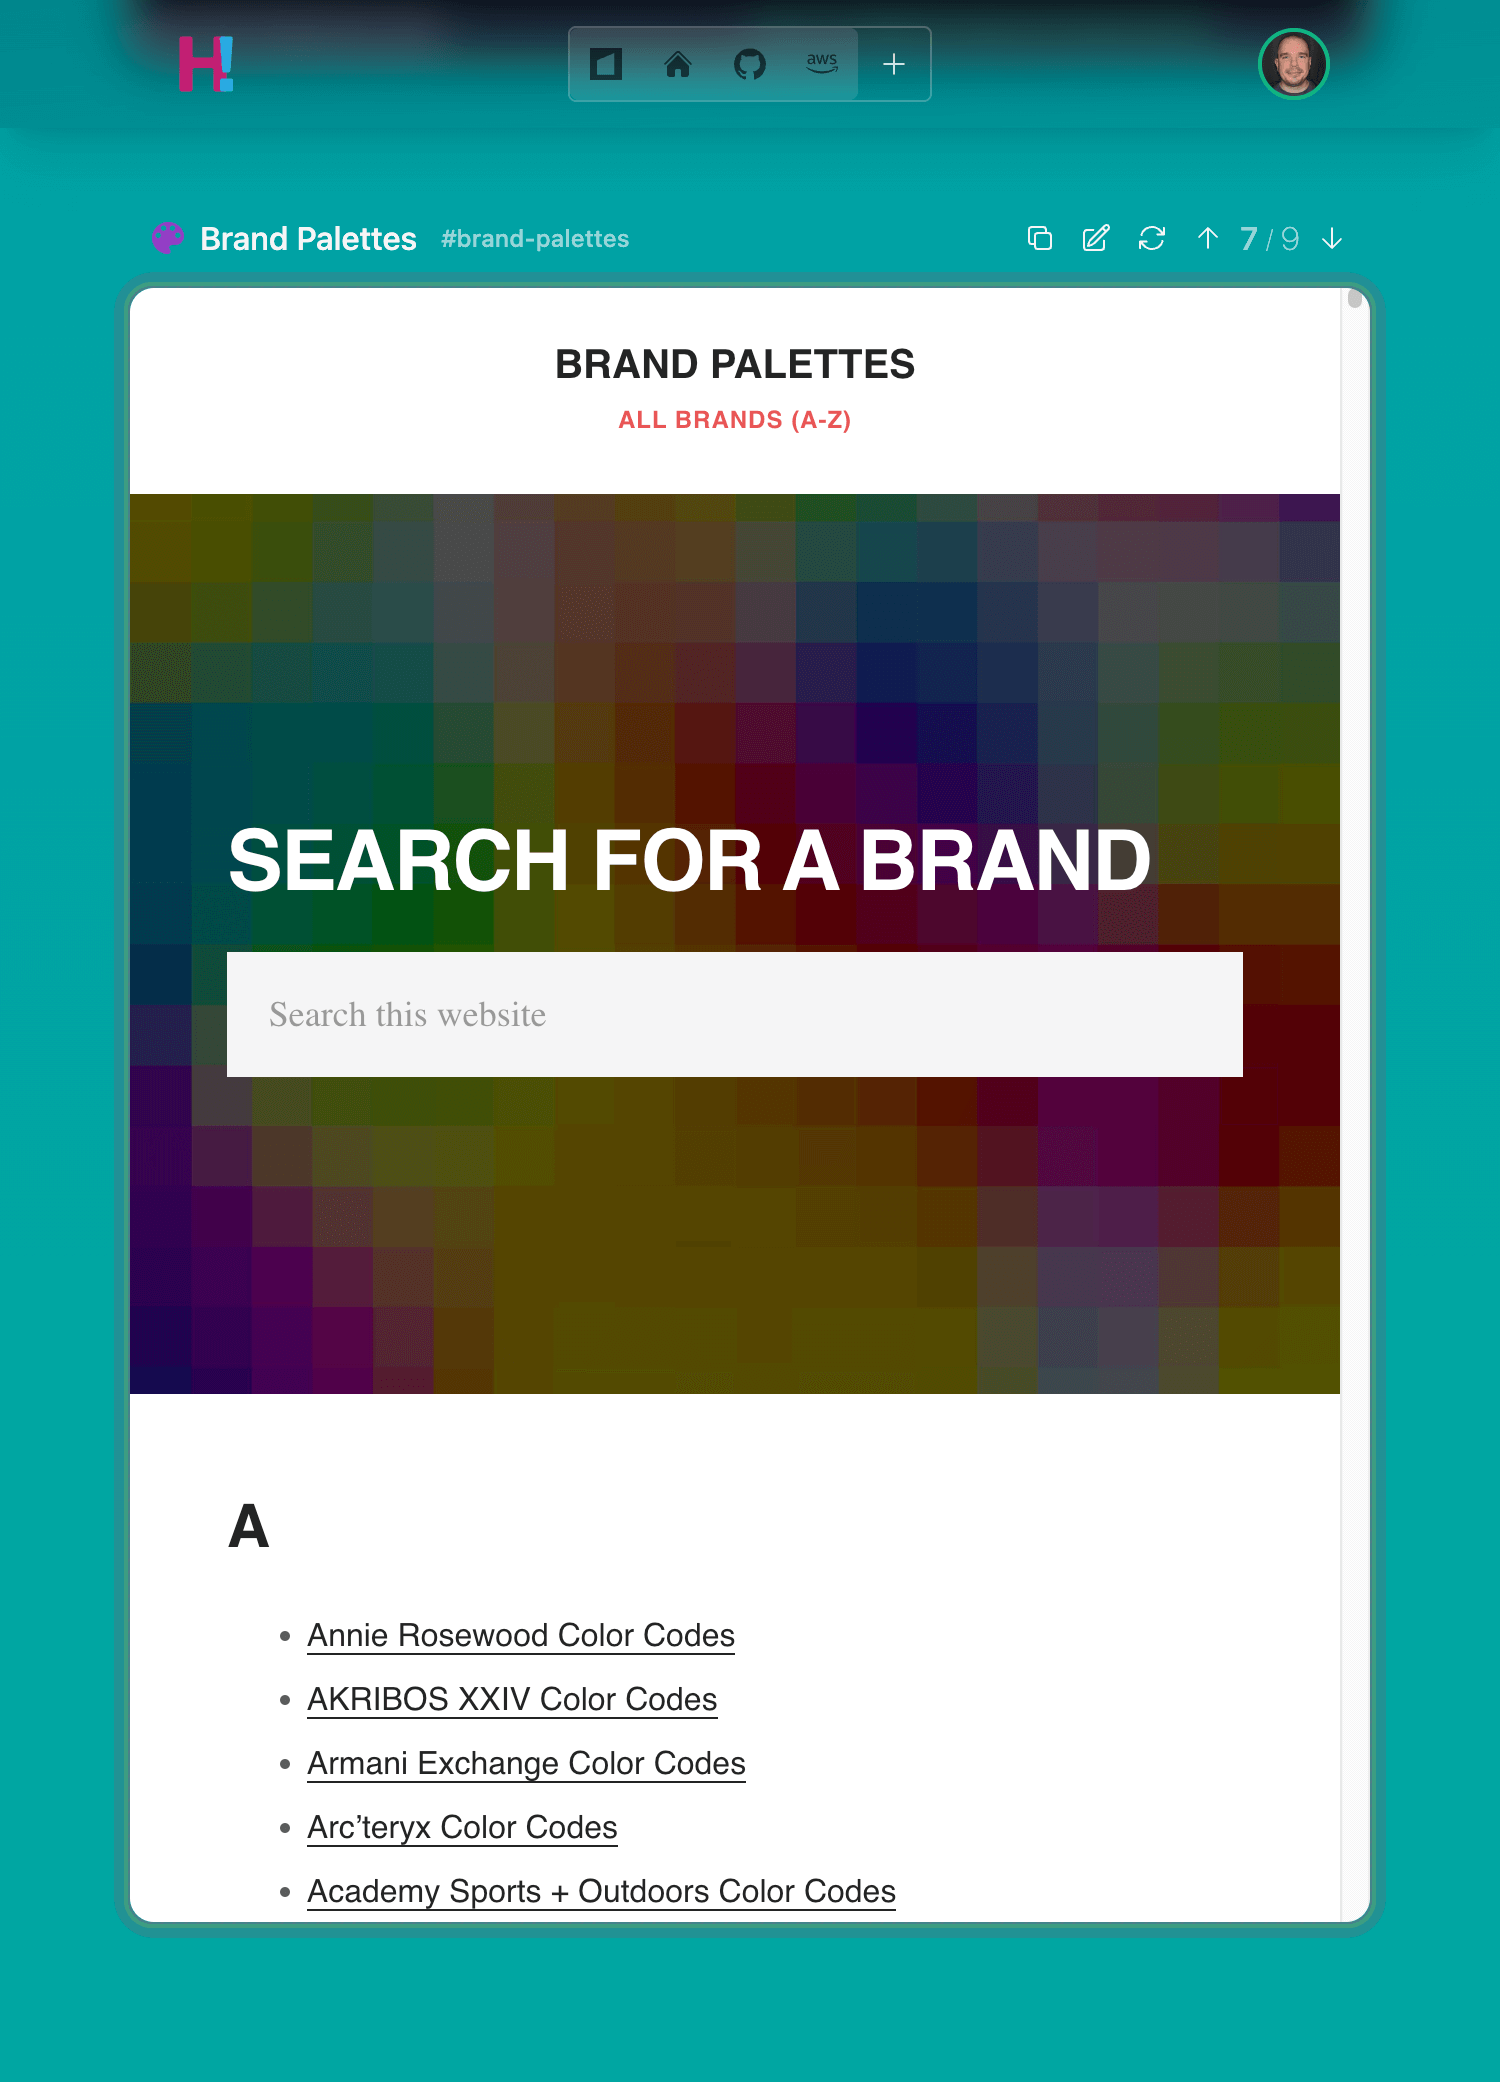 H!
aws
Brand Palettes #brand-palettes
7 / 9
BRAND PALETTES
ALL BRANDS (A-Z)
SEARCH FOR A BRAND
Search this website
A
Annie Rosewood Color Codes
AKRIBOS XXIV Color Codes
Armani Exchange Color Codes
Arc’teryx Color Codes
Academy Sports + Outdoors Color Codes